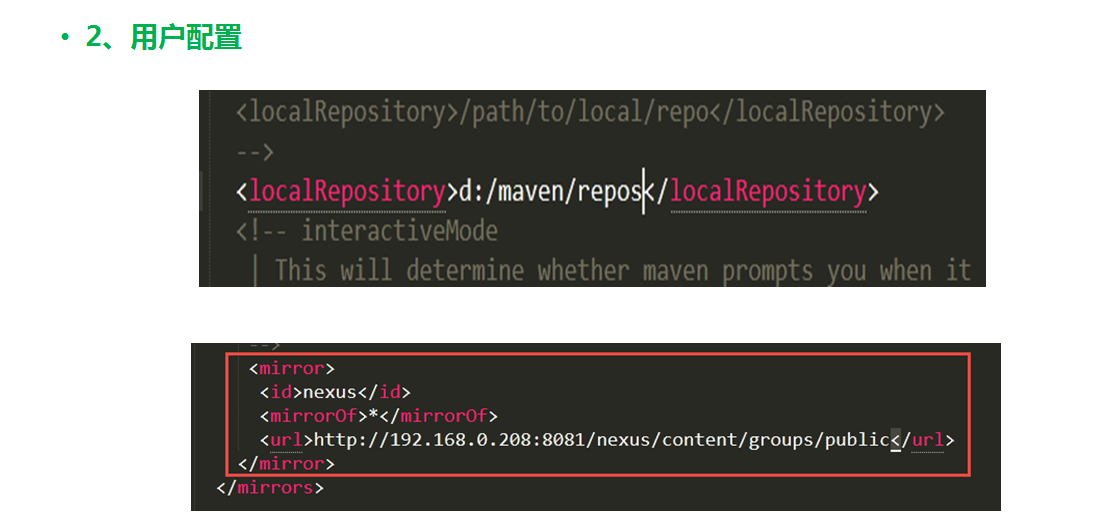 • 2、用户配置
<localRepository>/path/to/local/repo</localRepository>
-->
<localRepository>d:/maven/repos</localRepository>
<!-- interactiveMode
| This will determine whether maven prompts you when it
-->
<mirror>
<id>nexus</id>
<mirrorOf>*</mirrorOf>
<url>http://192.168.0.208:8081/nexus/content/groups/public</url>
</mirror>
</mirrors>